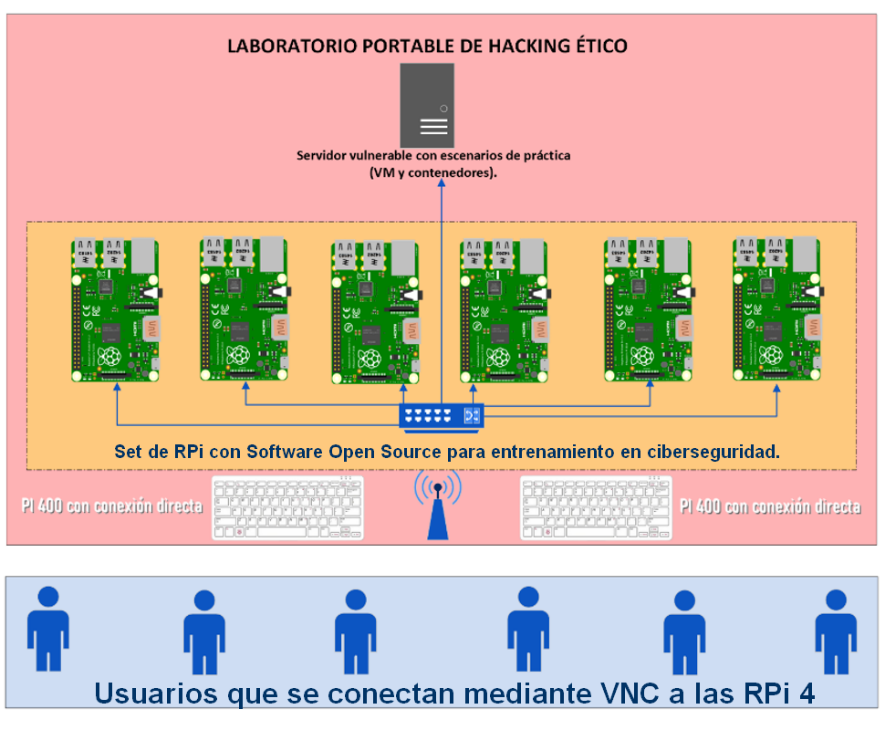 LABORATORIO PORTABLE DE HACKING ÉTICO
Servidor vulnerable con escenarios de práctica
(VM y contenedores).
Set de RPi con Software Open Source para entrenamiento en ciberseguridad.
PI 400 con conexión directa
PI 400 con conexión directa
Usuarios que se conectan mediante VNC a las RPi 4